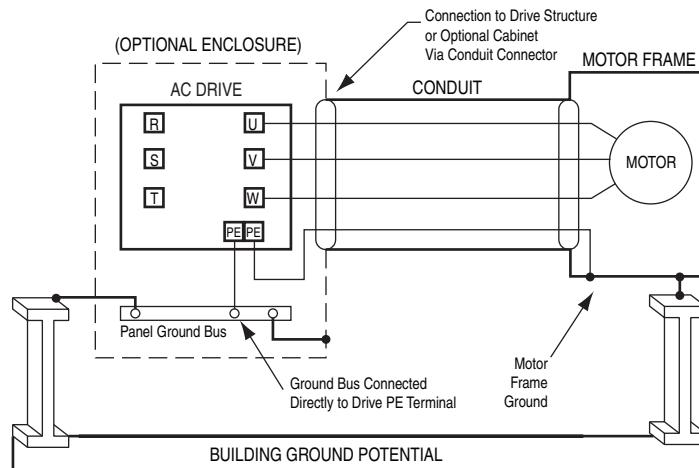 Connection to Drive Structure
or Optional Cabinet
Via Conduit Connector
(OPTIONAL ENCLOSURE)
MOTOR FRAME
AC DRIVE
CONDUIT
R
U
S
V
MOTOR
T
W
PE
PE
Panel Ground Bus
Ground Bus Connected
Directly to Drive PE Terminal
Motor
Frame
Ground
BUILDING GROUND POTENTIAL